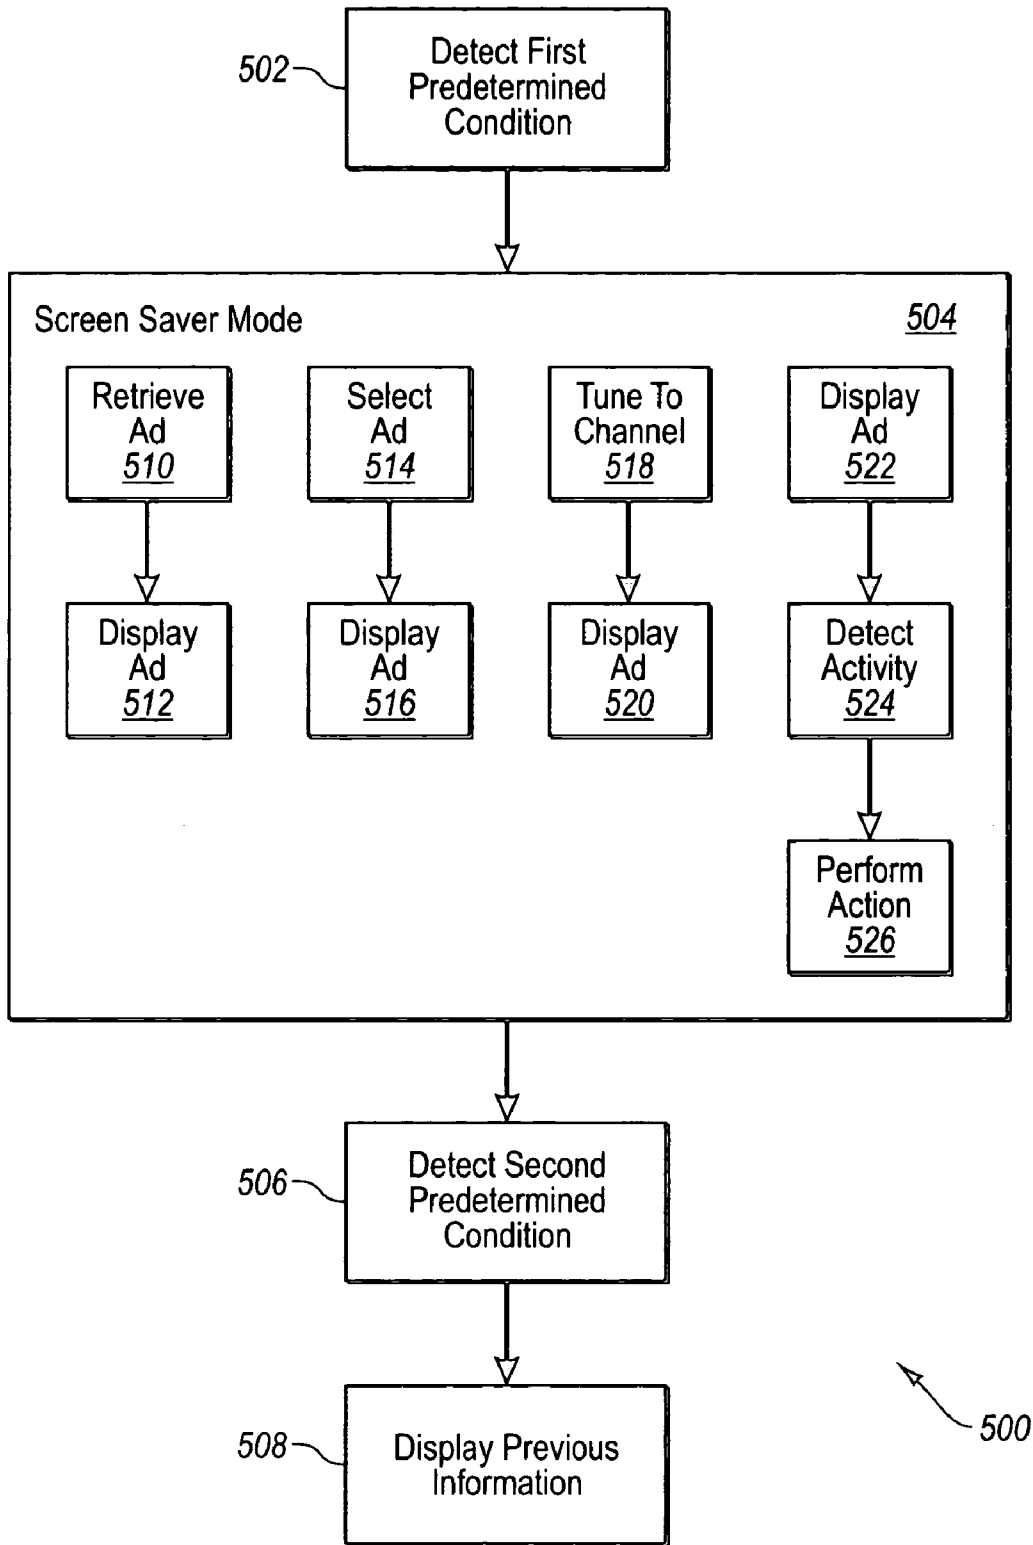 502
Detect First
Predetermined
Condition
Screen Saver Mode
504
Retrieve
Ad
510
Select
Ad
514
Tune To
Channel
518
Display
Ad
522
Display
Ad
512
Display
Ad
516
Display
Ad
520
Detect
Activity
524
Perform
Action
526
506
Detect Second
Predetermined
Condition
508
Display Previous
Information
500